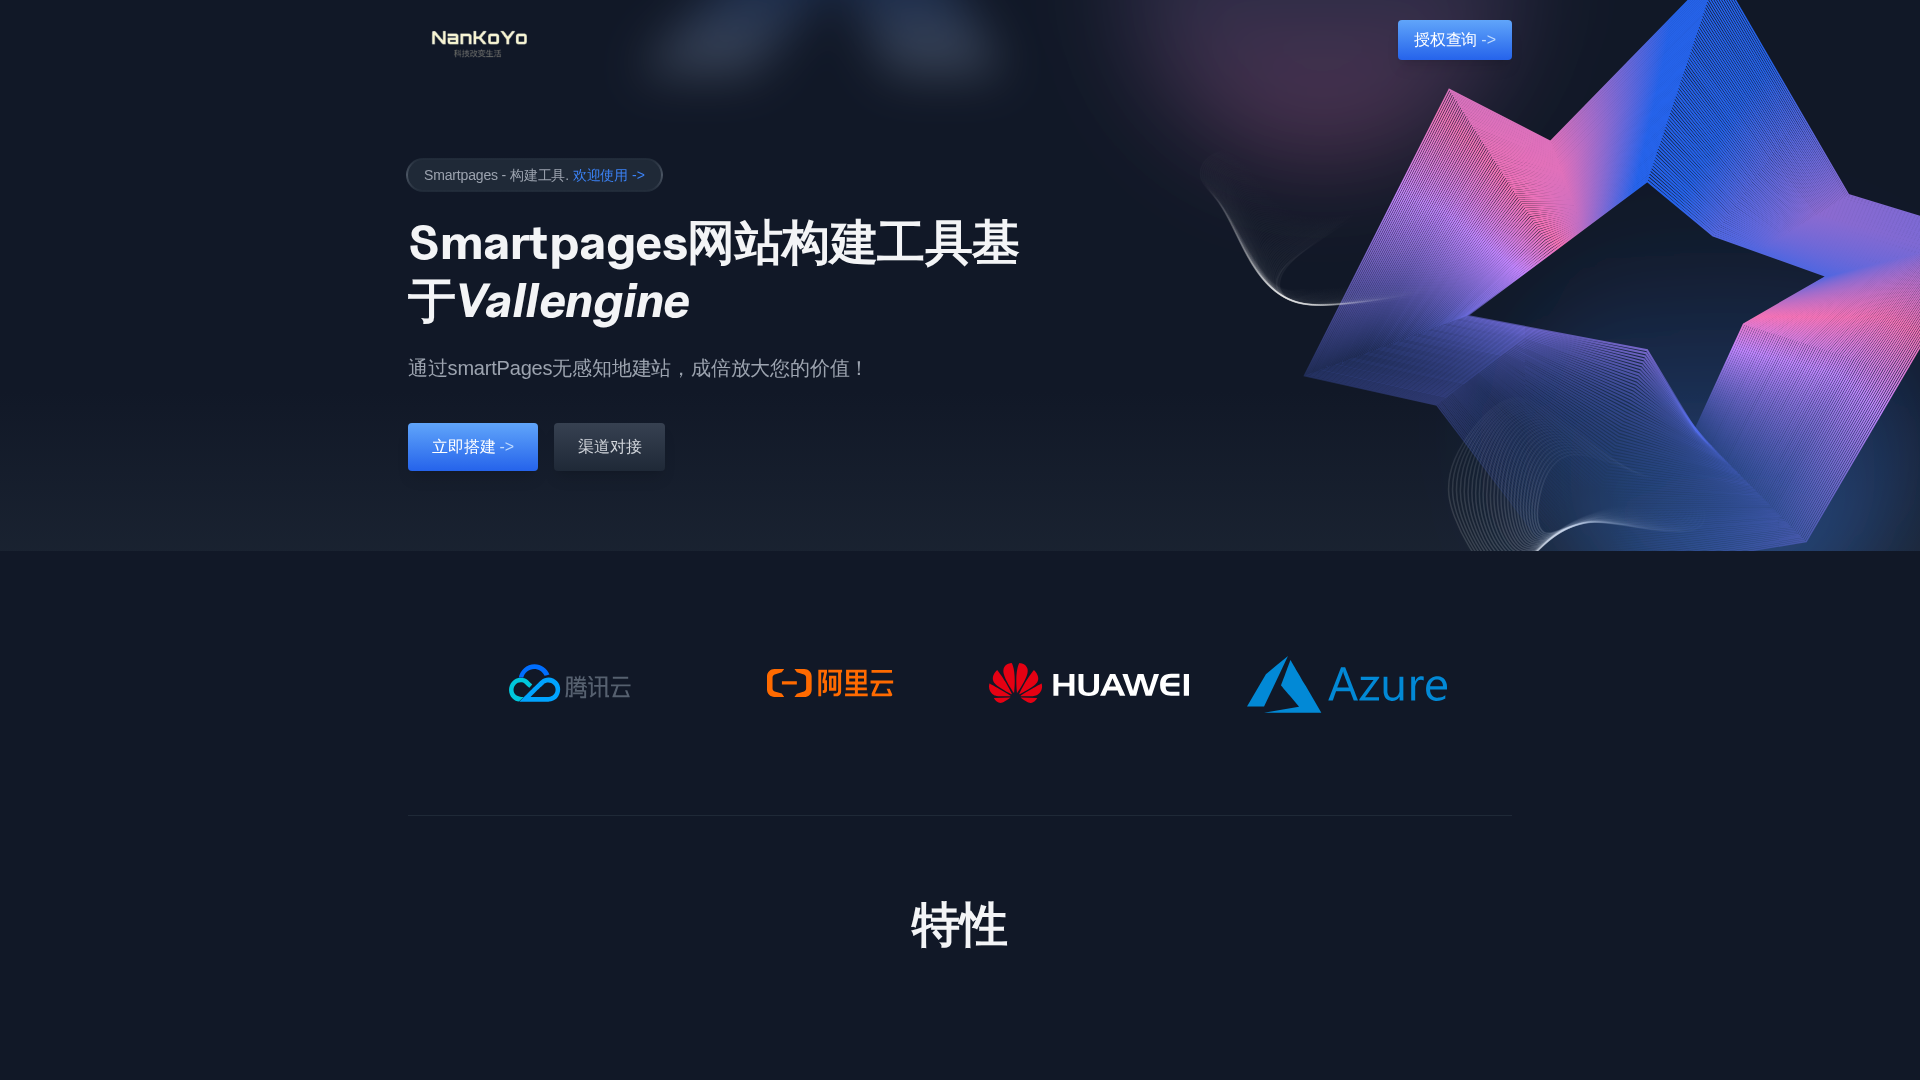 NanKoYo
科技改变生活
授权查询 ->
Smartpages - 构建工具. 欢迎使用 ->
Smartpages网站构建工具基
于Vallengine
通过smartPages无感知地建站，成倍放大您的价值！
立即搭建 ->
渠道对接
腾讯云
阿里云
HUAWEI
Azure
特性